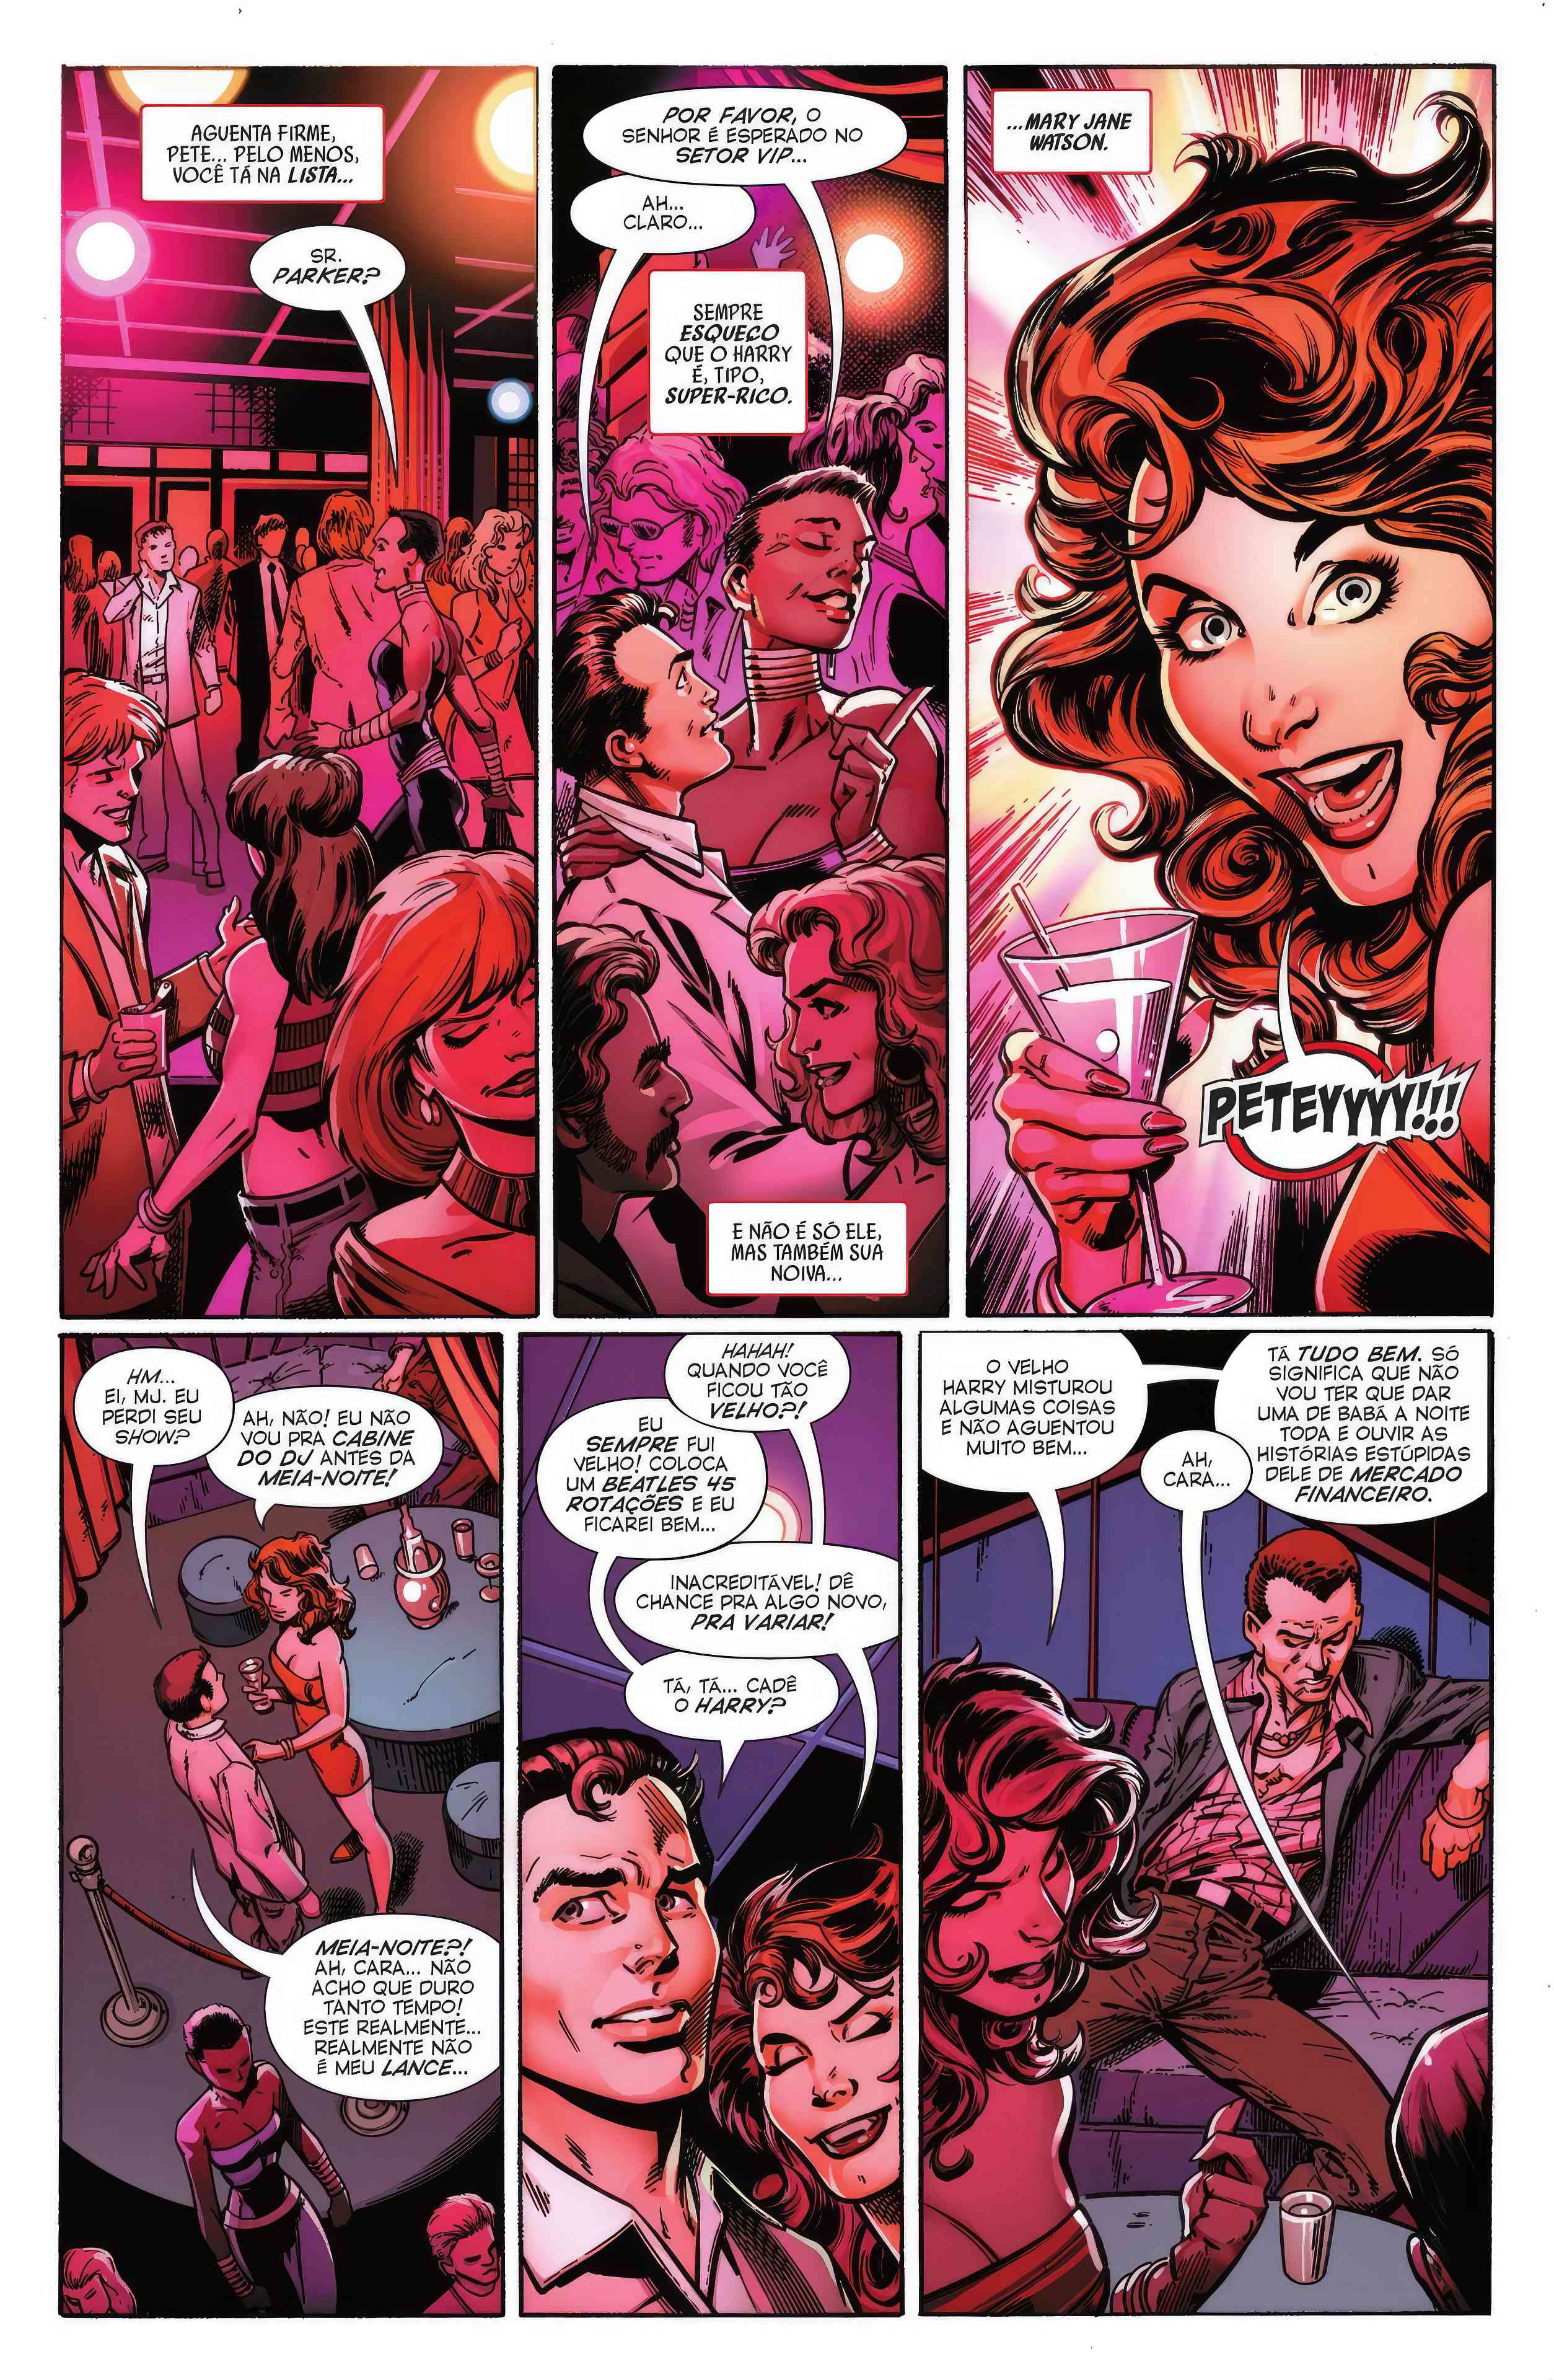 AGUENTA FIRME,
PETE... PELO MENOS,
VOCÊ TÁ NA LISTA...
SR.
PARKER?
POR FAVOR, O
SENHOR É ESPERADO NO
SETOR VIP...
AH...
CLARO...
SEMPRE
ESQUEÇO
QUE O HARRY
É, TIPO,
SUPER-RICO.
E NÃO É SÓ ELE,
MAS TAMBÉM SUA
NOIVA...
...MARY JANE
WATSON.
PETEYYYY!!!
HM...
EI, MJ. EU
PERDI SEU
SHOW?
AH, NÃO! EU NÃO
VOU PRA CABINE
DO DJ ANTES DA
MEIA-NOITE!
MEIA-NOITE?!
AH, CARA... NÃO
ACHO QUE DURO
TANTO TEMPO!
ESTE REALMENTE...
REALMENTE NÃO
É MEU LANCE...
HAHAH!
QUANDO VOCÊ
FICOU TÃO
VELHO?!
EU
SEMPRE FUI
VELHO! COLOCA
UM BEATLES 45
ROTAÇÕES E EU
FICAREI BEM...
INACREDITÁVEL! DÊ
CHANCE PRA ALGO NOVO,
PRA VARIAR!
TÁ, TÁ... CADÊ
O HARRY?
O VELHO
HARRY MISTUROU
ALGUMAS COISAS
E NÃO AGUENTOU
MUITO BEM...
AH,
CARA...
TÁ TUDO BEM. SÓ
SIGNIFICA QUE NÃO
VOU TER QUE DAR
UMA DE BABÁ A NOITE
TODA E OUVIR AS
HISTÓRIAS ESTÚPIDAS
DELE DE MERCADO
FINANCEIRO.